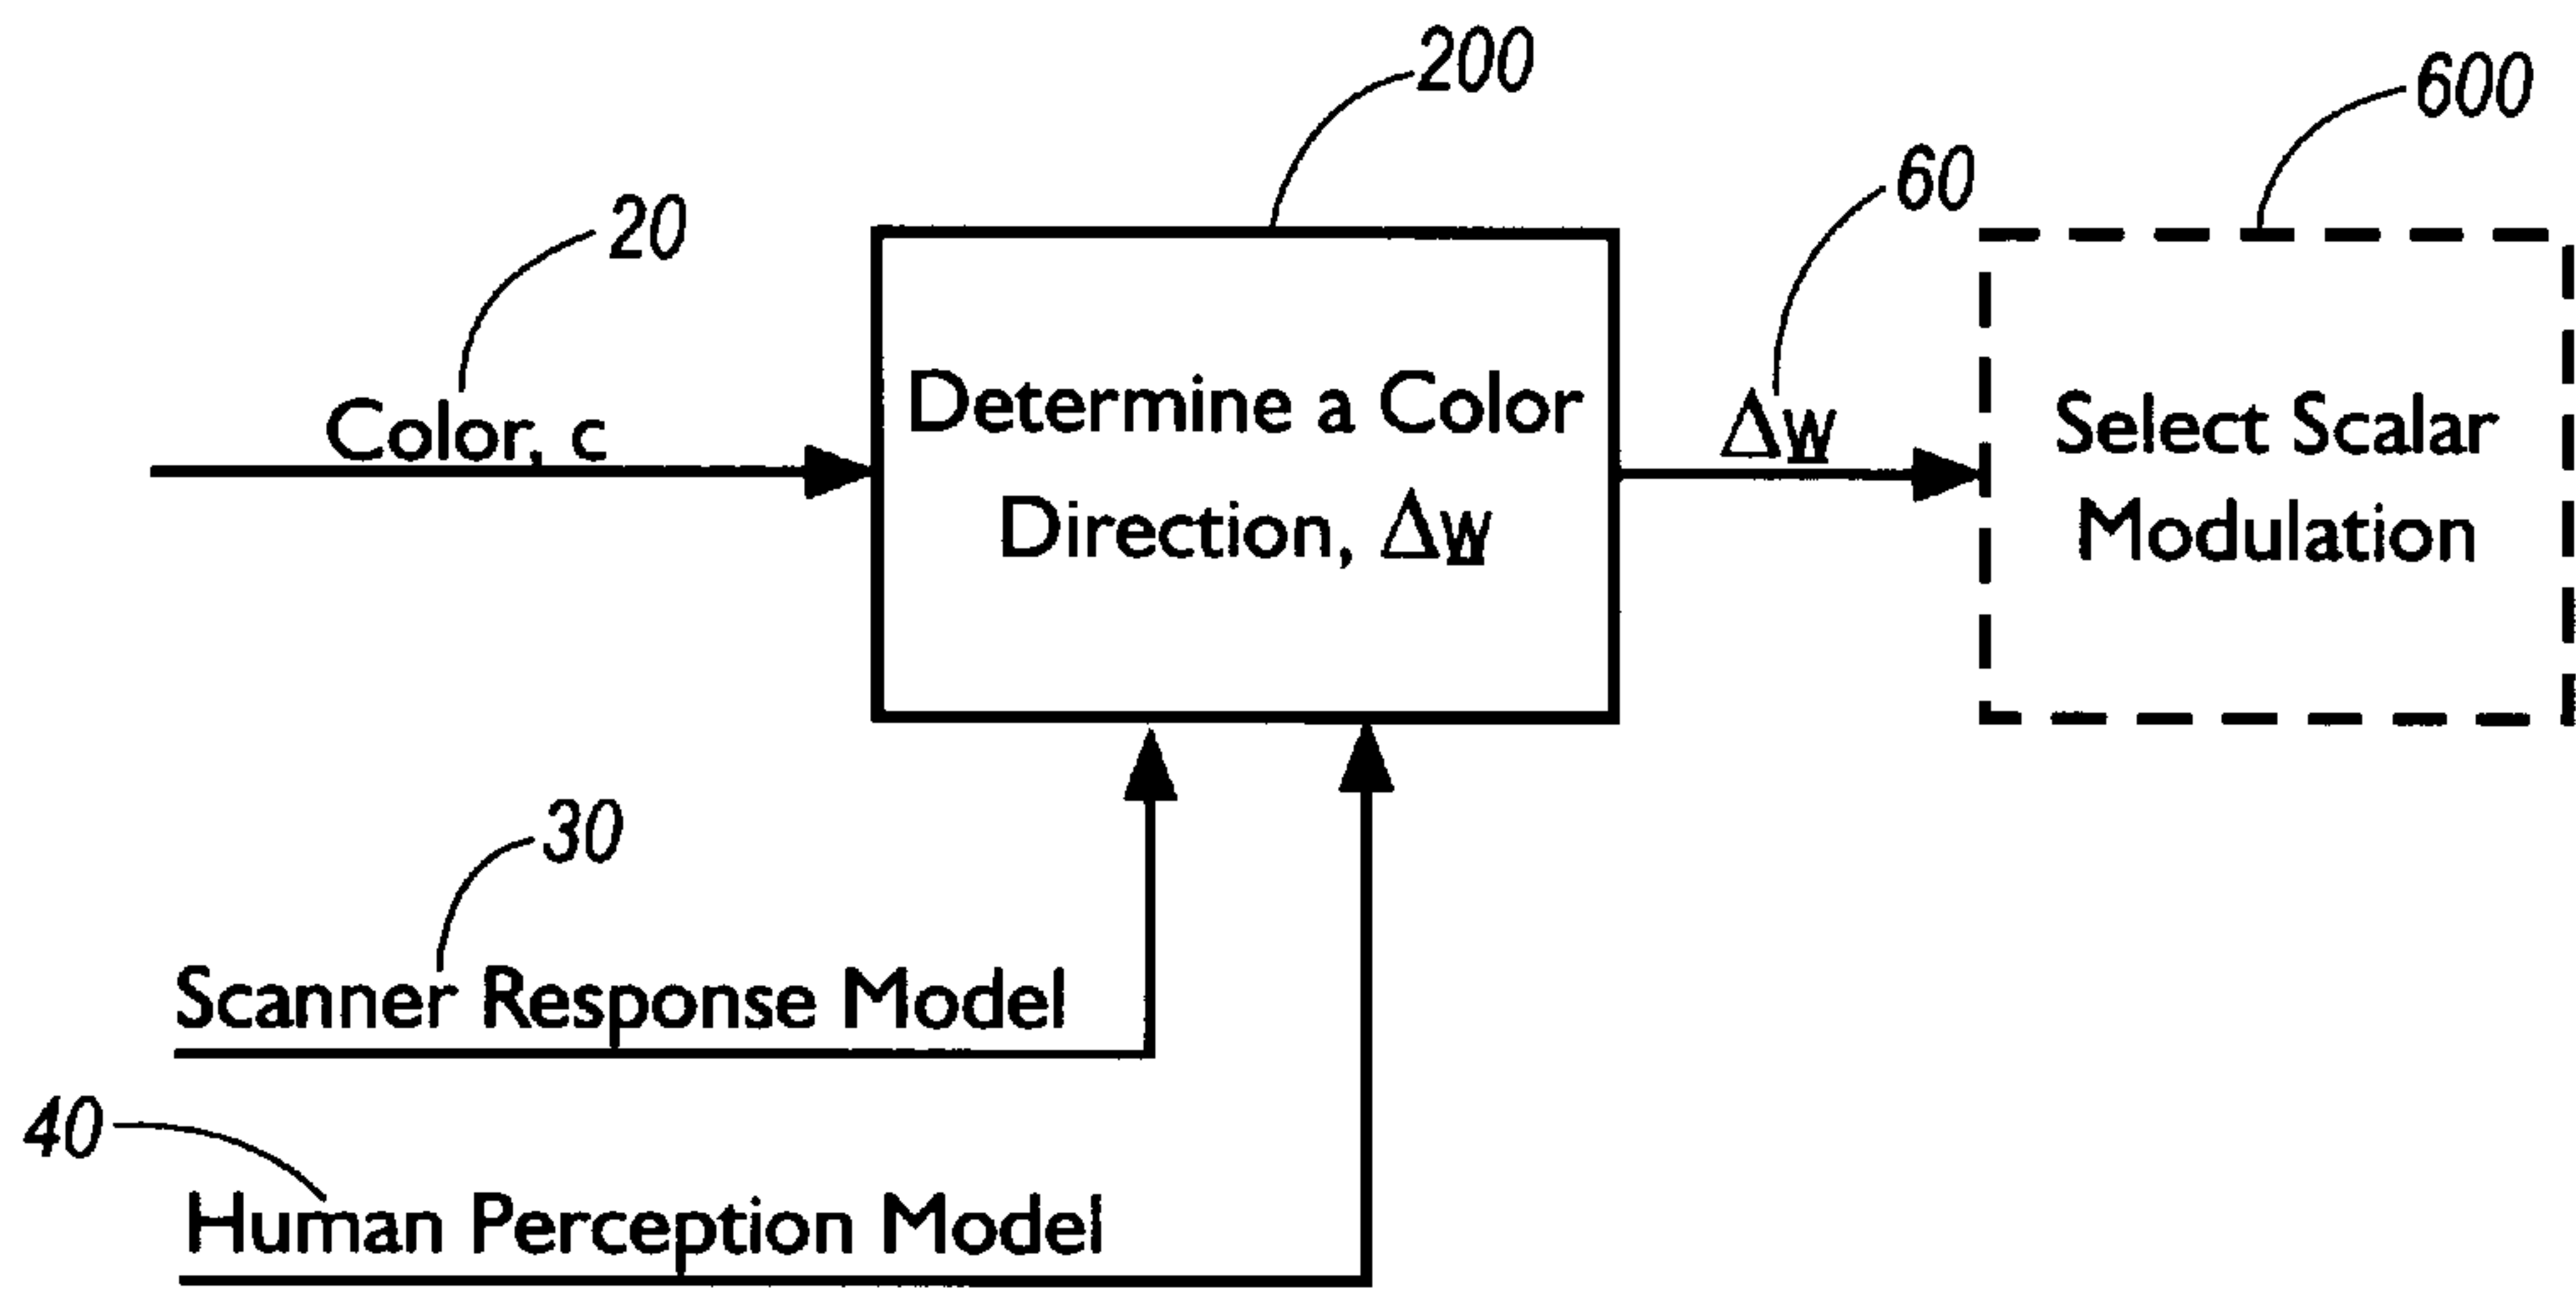 200
600
60
20
Color, c
Determine a Color
Direction, Δw
Δw
Select Scalar
Modulation
30
Scanner Response Model
40
Human Perception Model